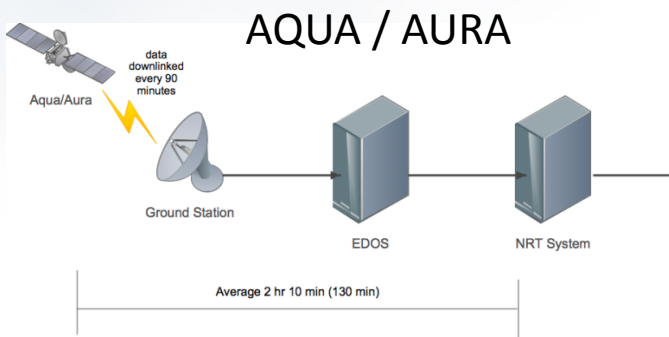 AQUA / AURA
data
downlinked
every 90
minutes
Aqua/Aura
Ground Station
EDOS
NRT System
Average 2 hr 10 min (130 min)